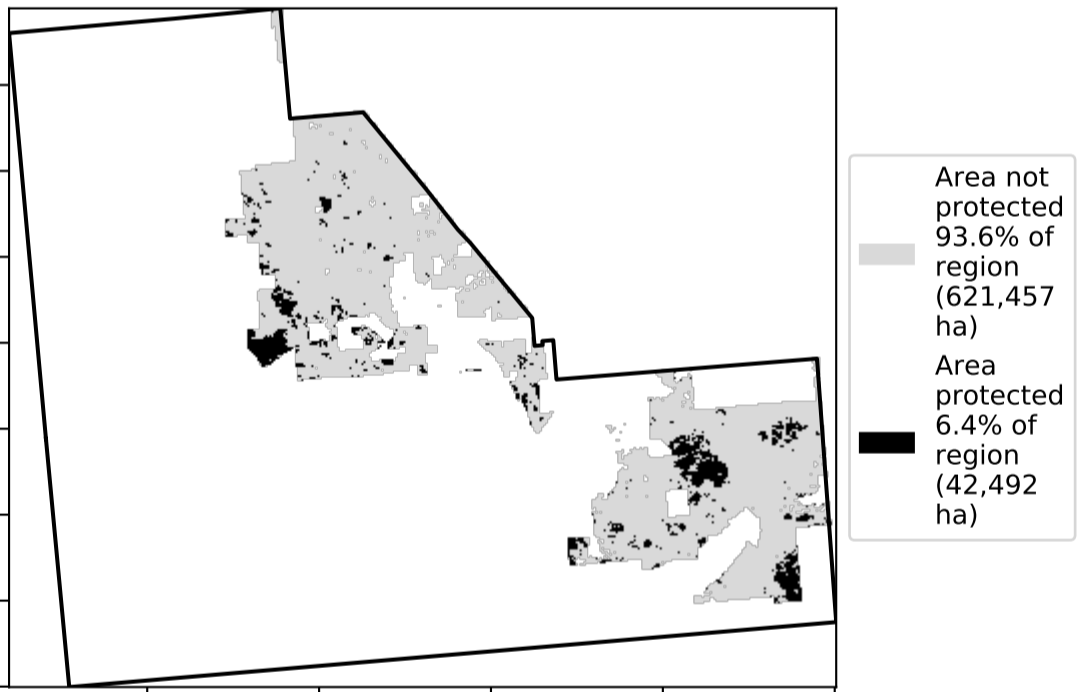 Area not
protected
93.6% of
region
(621,457
ha)
Area
protected
6.4% of
region
(42,492
ha)